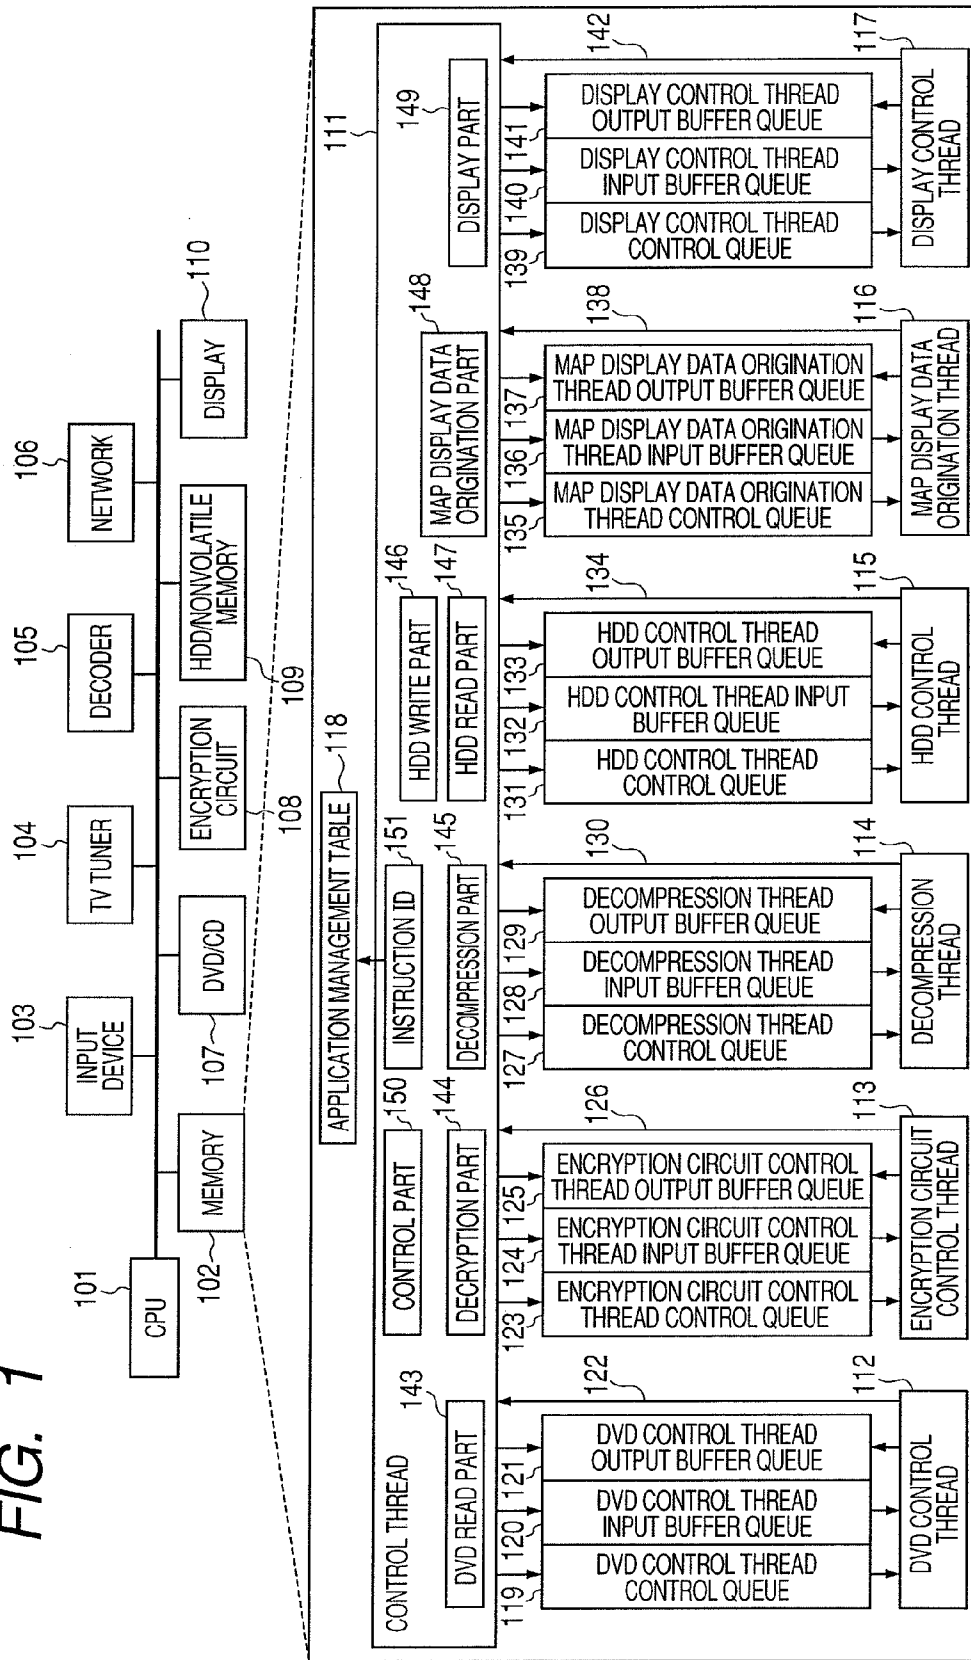 FIG. 1
101
CPU
102
MEMORY
103
INPUT
DEVICE
107
DVD/CD
104
TV TUNER
108
ENCRYPTION
CIRCUIT
105
DECODER
109
HDD/NONVOLATILE
MEMORY
106
NETWORK
110
DISPLAY
APPLICATION MANAGEMENT TABLE
118
111
CONTROL THREAD
143
DVD READ PART
150
CONTROL PART
144
DECRYPTION PART
151
INSTRUCTION ID
145
DECOMPRESSION PART
146
HDD WRITE PART
147
HDD READ PART
148
MAP DISPLAY DATA
ORIGINATION PART
149
DISPLAY PART
119
DVD CONTROL THREAD
CONTROL QUEUE
120
DVD CONTROL THREAD
INPUT BUFFER QUEUE
121
DVD CONTROL THREAD
OUTPUT BUFFER QUEUE
122
112
DVD CONTROL
THREAD
123
ENCRYPTION CIRCUIT CONTROL
THREAD CONTROL QUEUE
124
ENCRYPTION CIRCUIT CONTROL
THREAD INPUT BUFFER QUEUE
125
ENCRYPTION CIRCUIT CONTROL
THREAD OUTPUT BUFFER QUEUE
126
113
ENCRYPTION CIRCUIT
CONTROL THREAD
127
DECOMPRESSION THREAD
CONTROL QUEUE
128
DECOMPRESSION THREAD
INPUT BUFFER QUEUE
129
DECOMPRESSION THREAD
OUTPUT BUFFER QUEUE
130
114
DECOMPRESSION
THREAD
131
HDD CONTROL THREAD
CONTROL QUEUE
132
HDD CONTROL THREAD INPUT
BUFFER QUEUE
133
HDD CONTROL THREAD
OUTPUT BUFFER QUEUE
134
115
HDD CONTROL
THREAD
135
MAP DISPLAY DATA ORIGINATION
THREAD CONTROL QUEUE
136
MAP DISPLAY DATA ORIGINATION
THREAD INPUT BUFFER QUEUE
137
MAP DISPLAY DATA ORIGINATION
THREAD OUTPUT BUFFER QUEUE
138
116
MAP DISPLAY DATA
ORIGINATION THREAD
139
DISPLAY CONTROL THREAD
CONTROL QUEUE
140
DISPLAY CONTROL THREAD
INPUT BUFFER QUEUE
141
DISPLAY CONTROL THREAD
OUTPUT BUFFER QUEUE
142
117
DISPLAY CONTROL
THREAD